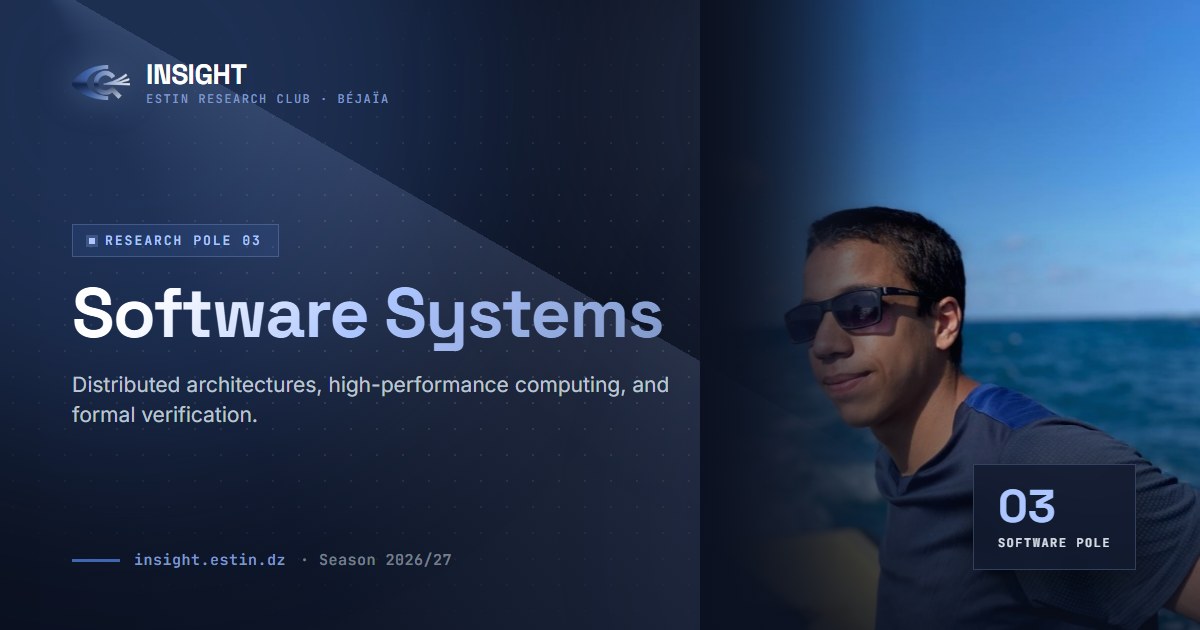 INSIGHT
ESTIN RESEARCH CLUB · BÉJAÏA
RESEARCH POLE 03
Software Systems
Distributed architectures, high-performance computing, and
formal verification.
insight.estin.dz · Season 2026/27
03
SOFTWARE POLE